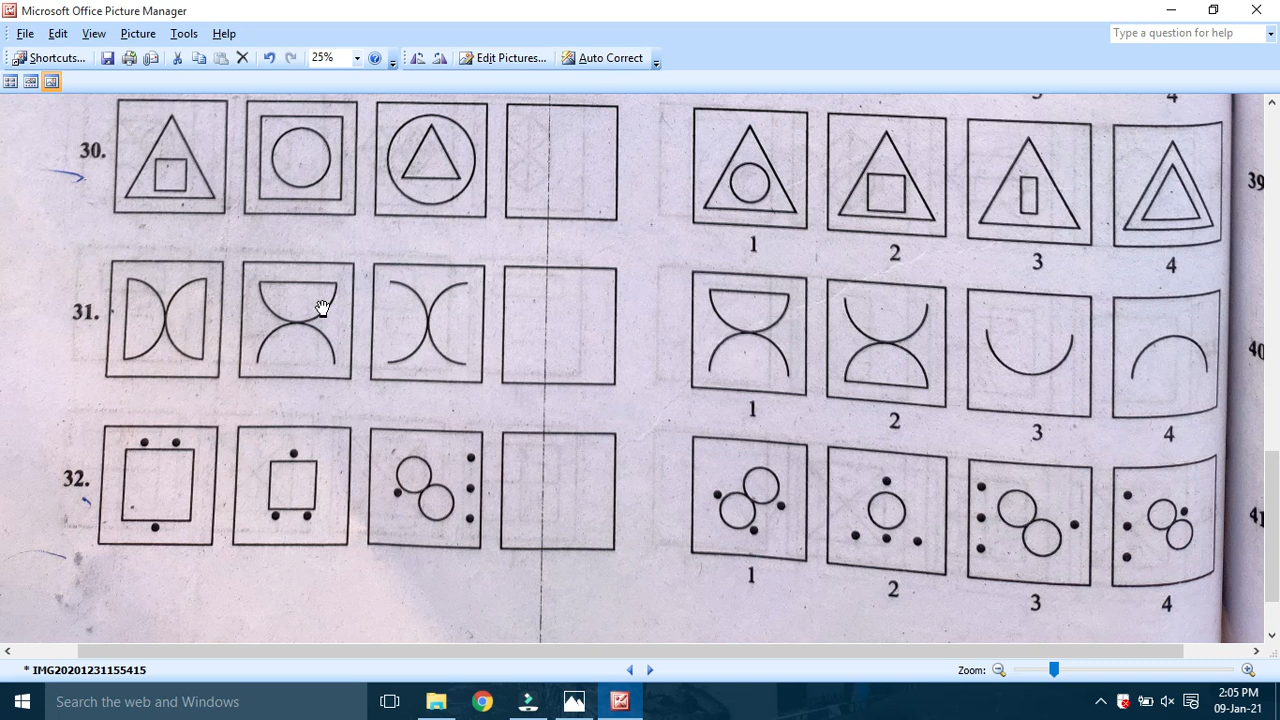 Microsoft Office Picture Manager
File Edit View Picture Tools Help
Type a question for help
Shortcuts... 25% Edit Pictures... Auto Correct
3 4
30. 1 2 3 4 39
31. 1 2 3 4 40
32. 1 2 3 4 41
* IMG20201231155415 Zoom:
Search the web and Windows
2:05 PM
09-Jan-21